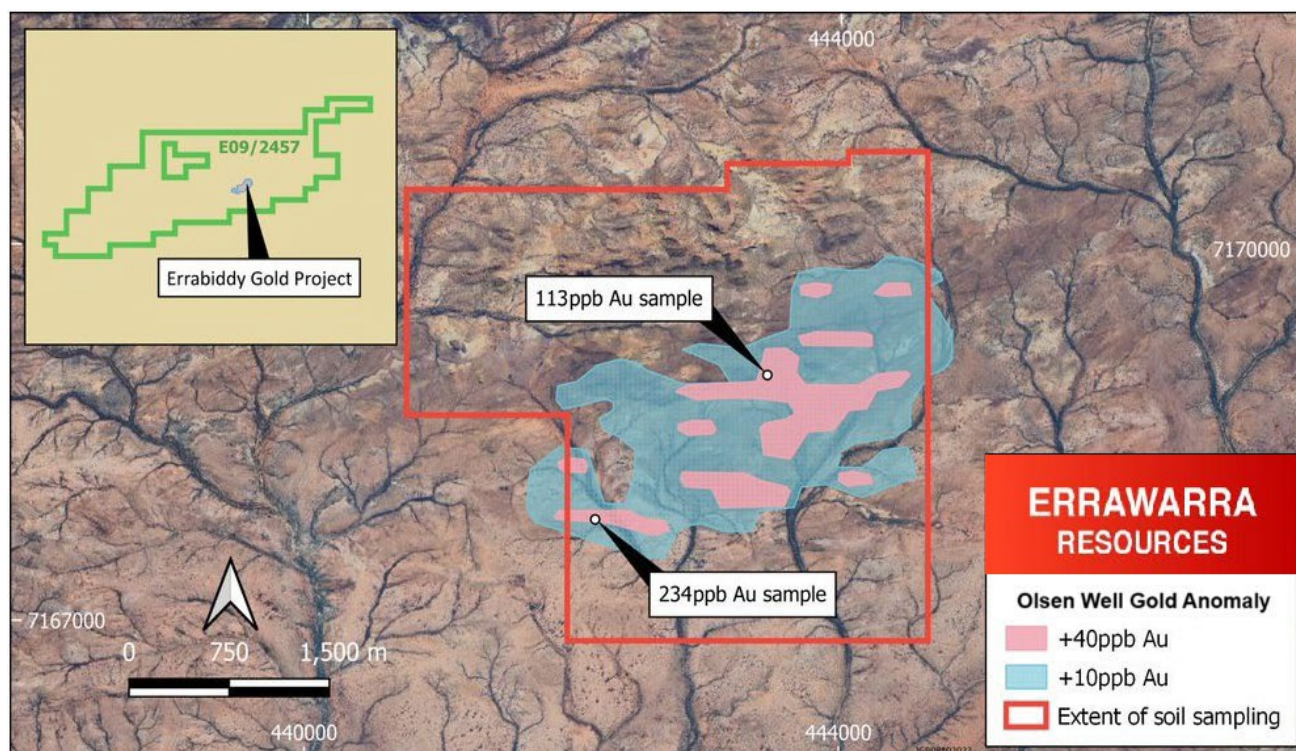 444000
E09/2457
Errabiddy Gold Project
7170000
113ppb Au sample
234ppb Au sample
7167000
0 750 1,500 m
440000
444000
ERRAWARRA
RESOURCES
Olsen Well Gold Anomaly
+40ppb Au
+10ppb Au
Extent of soil sampling